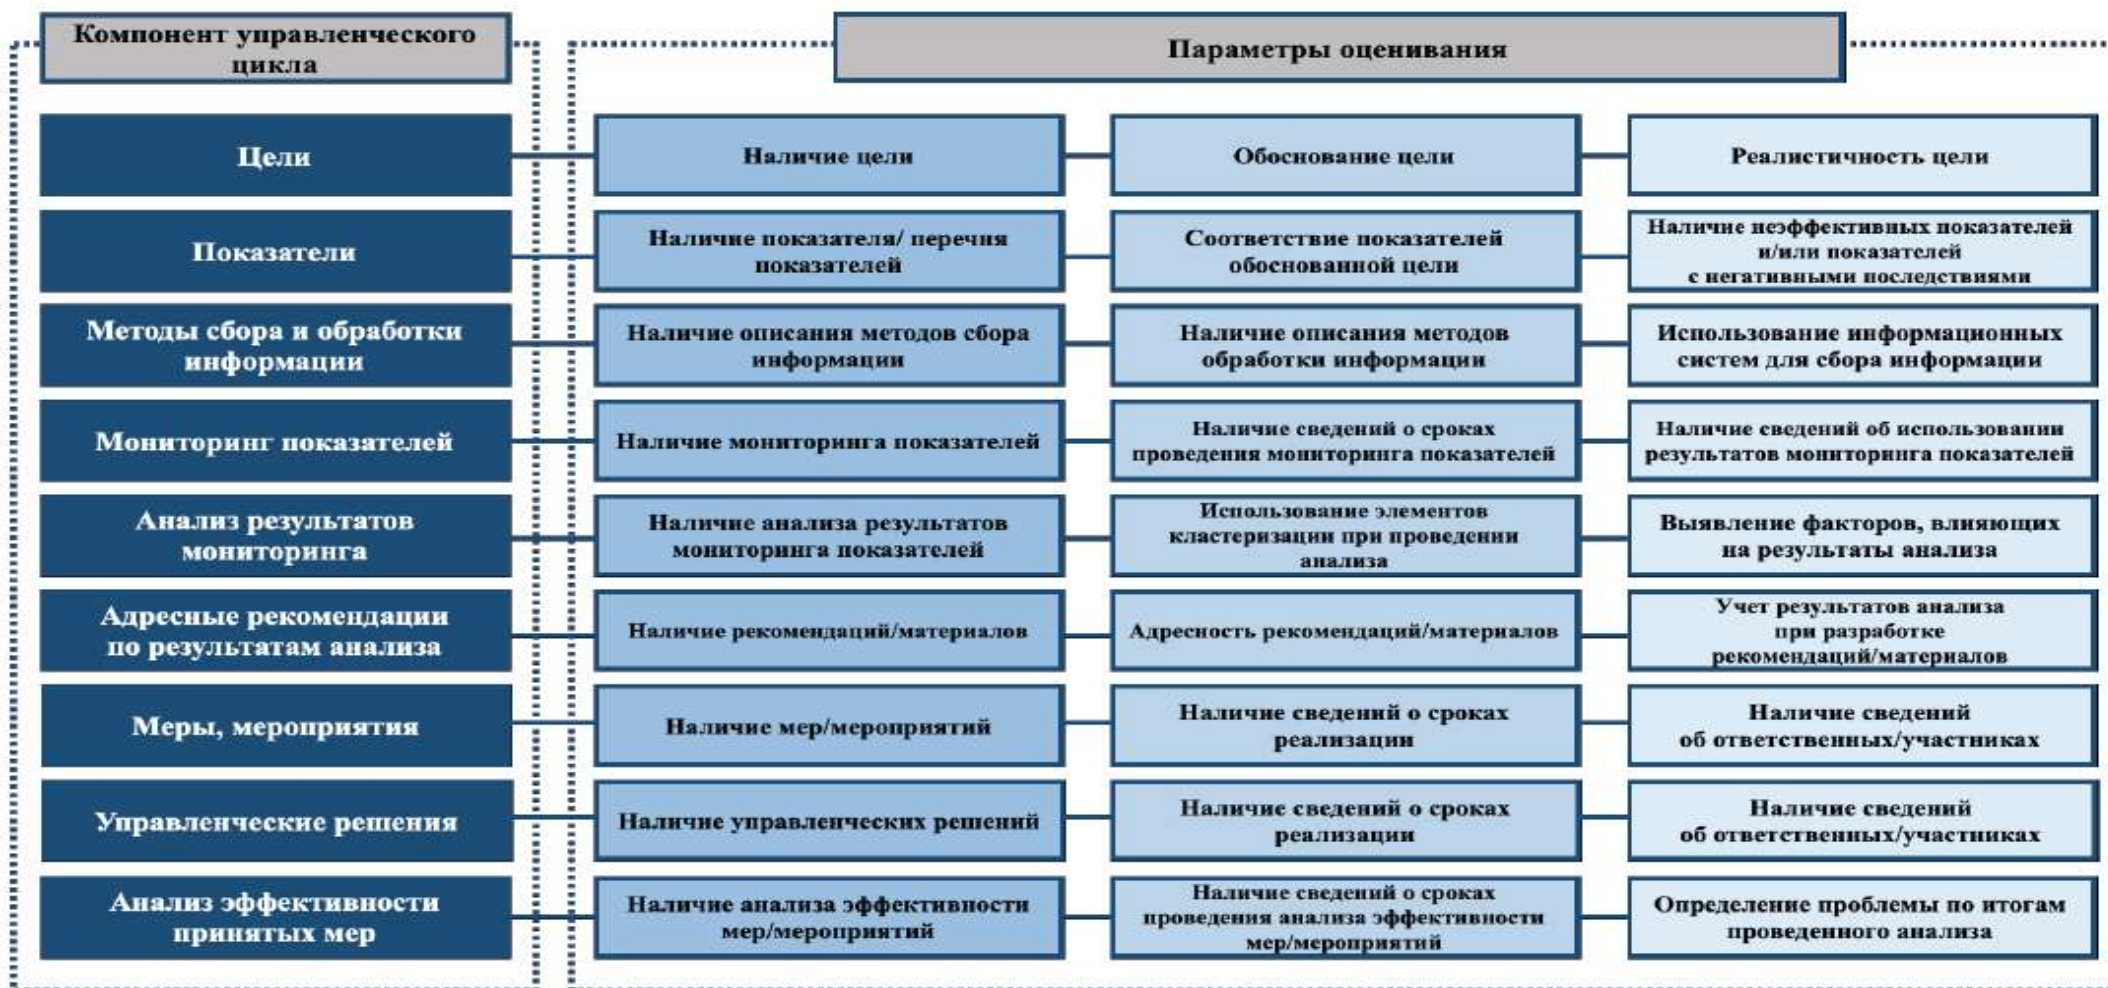 Компонент управленческого
цикла
Параметры оценивания
Цели
Наличие цели
Обоснование цели
Реалистичность цели
Показатели
Наличие показателя/ перечня
показателей
Соответствие показателей
обоснованной цели
Наличие неэффективных показателей
и/или показателей
с негативными последствиями
Методы сбора и обработки
информации
Наличие описания методов сбора
информации
Наличие описания методов
обработки информации
Использование информационных
систем для сбора информации
Мониторинг показателей
Наличие мониторинга показателей
Наличие сведений о сроках
проведения мониторинга показателей
Наличие сведений об использовании
результатов мониторинга показателей
Анализ результатов
мониторинга
Наличие анализа результатов
мониторинга показателей
Использование элементов
кластеризации при проведении
анализа
Выявление факторов, влияющих
на результаты анализа
Адресные рекомендации
по результатам анализа
Наличие рекомендаций/материалов
Адресность рекомендаций/материалов
Учет результатов анализа
при разработке
рекомендаций/материалов
Меры, мероприятия
Наличие мер/мероприятий
Наличие сведений о сроках
реализации
Наличие сведений
об ответственных/участниках
Управленческие решения
Наличие управленческих решений
Наличие сведений о сроках
реализации
Наличие сведений
об ответственных/участниках
Анализ эффективности
принятых мер
Наличие анализа эффективности
мер/мероприятий
Наличие сведений о сроках
проведения анализа эффективности
мер/мероприятий
Определение проблемы по итогам
проведенного анализа